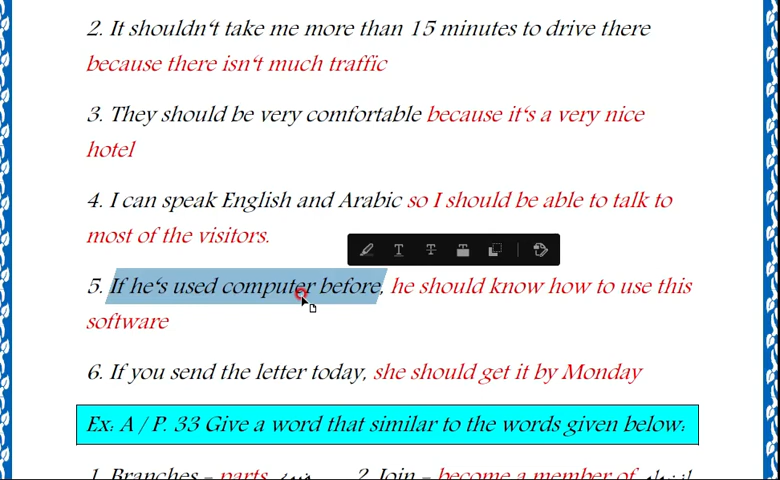 2. It shouldn't take me more than 15 minutes to drive there
because there isn't much traffic
3. They should be very comfortable because it's a very nice
hotel
4. I can speak English and Arabic so I should be able to talk to
most of the visitors.
5. If he's used computer before, he should know how to use this
software
6. If you send the letter today, she should get it by Monday
Ex: A / P. 33 Give a word that similar to the words given below:
1. Branches = parts 2. Join = become a member of